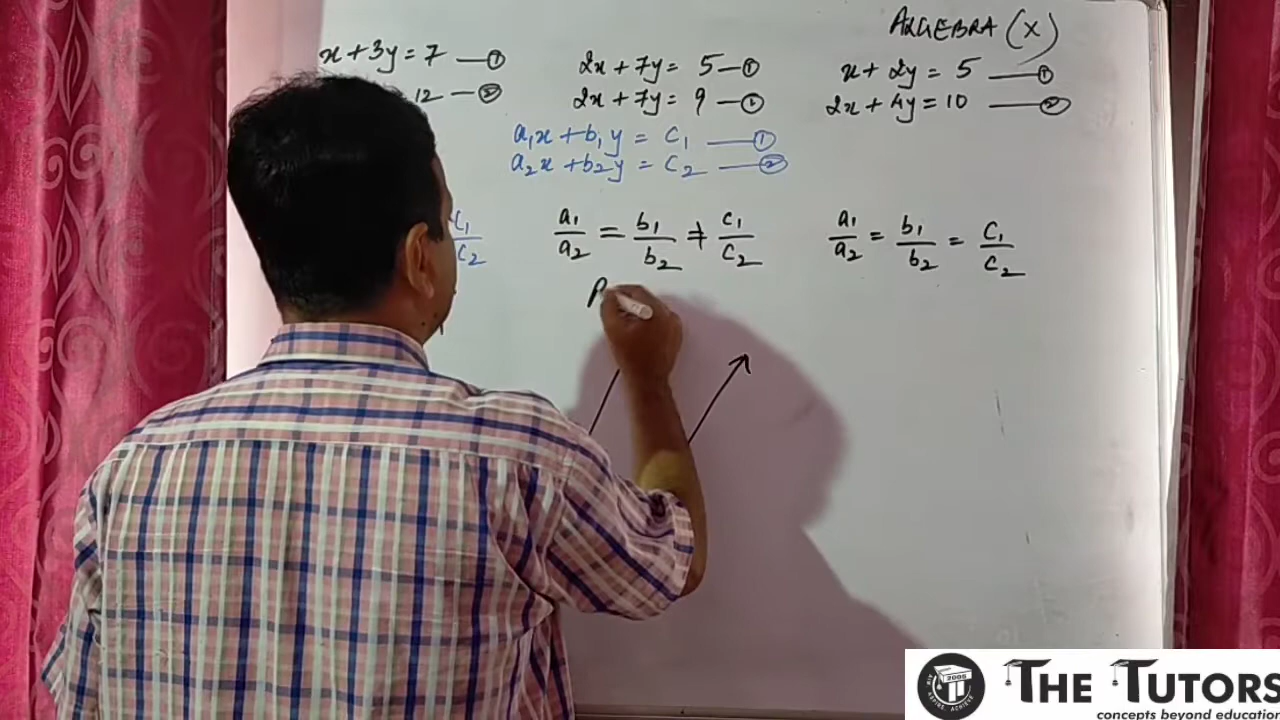 ALGEBRA (X)
x + 3y = 7 —①
12 —②
2x + 7y = 5 —①
2x + 7y = 9 —②
x + 2y = 5 —①
2x + 4y = 10 —②
a₁x + b₁y = C₁ —①
a₂x + b₂y = C₂ —②
C₁/C₂
a₁/a₂ = b₁/b₂ ≠ C₁/C₂
a₁/a₂ = b₁/b₂ = C₁/C₂
P
2005
THE TUTORS
concepts beyond education